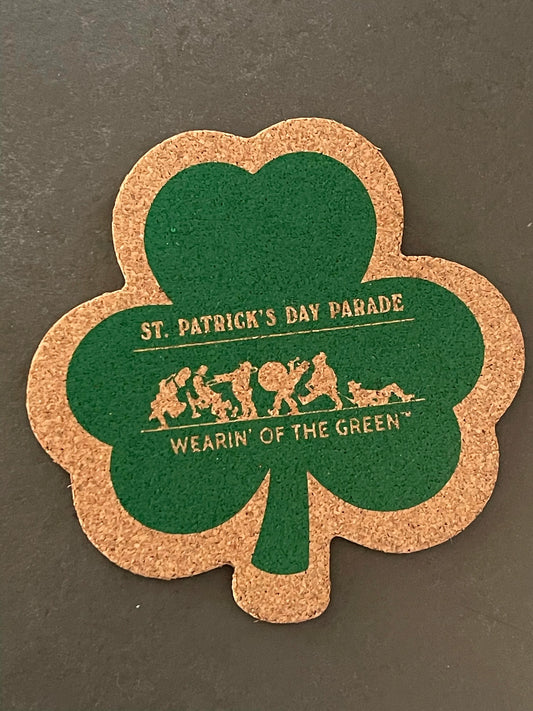 ST. PATRICK'S DAY PARADE
WEARIN' OF THE GREEN™